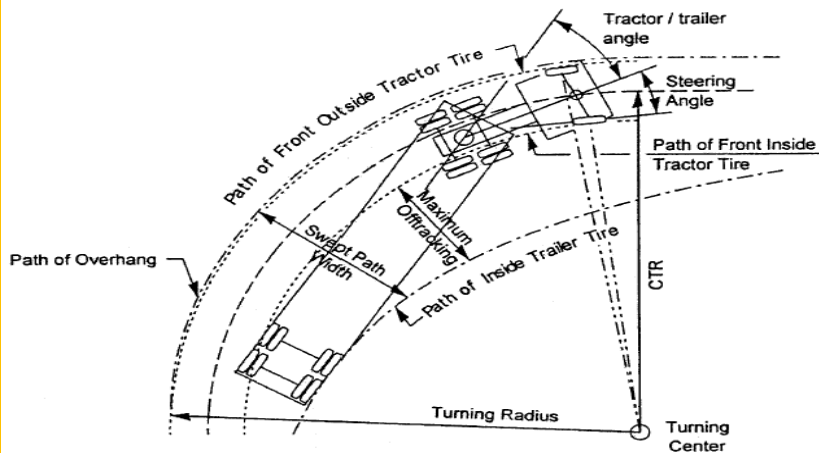 Tractor / trailer
angle
Path of Front Outside Tractor Tire
Steering
Angle
Path of Front Inside
Tractor Tire
Maximum
Offtracking
Swept Path
Width
Path of Overhang
Path of Inside Trailer Tire
CTR
Turning Radius
Turning
Center